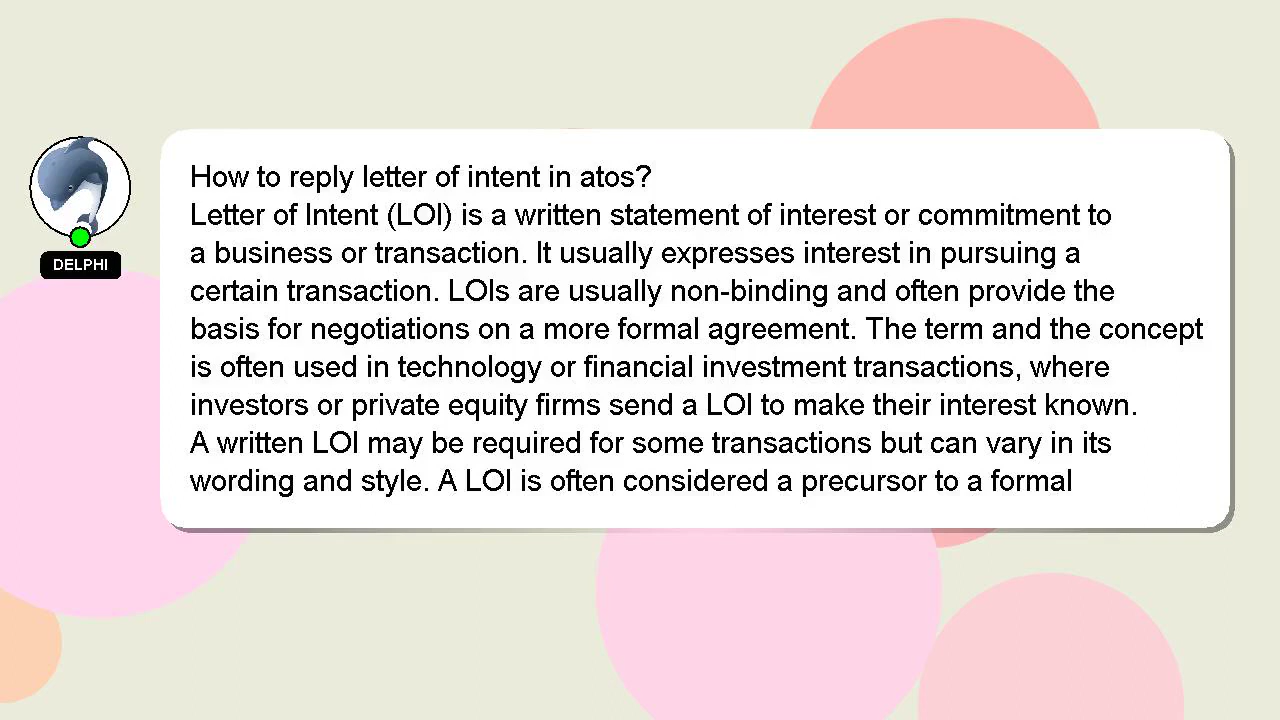 How to reply letter of intent in atos?
Letter of Intent (LOI) is a written statement of interest or commitment to
a business or transaction. It usually expresses interest in pursuing a
certain transaction. LOIs are usually non-binding and often provide the
basis for negotiations on a more formal agreement. The term and the concept
is often used in technology or financial investment transactions, where
investors or private equity firms send a LOI to make their interest known.
A written LOI may be required for some transactions but can vary in its
wording and style. A LOI is often considered a precursor to a formal
DELPHI